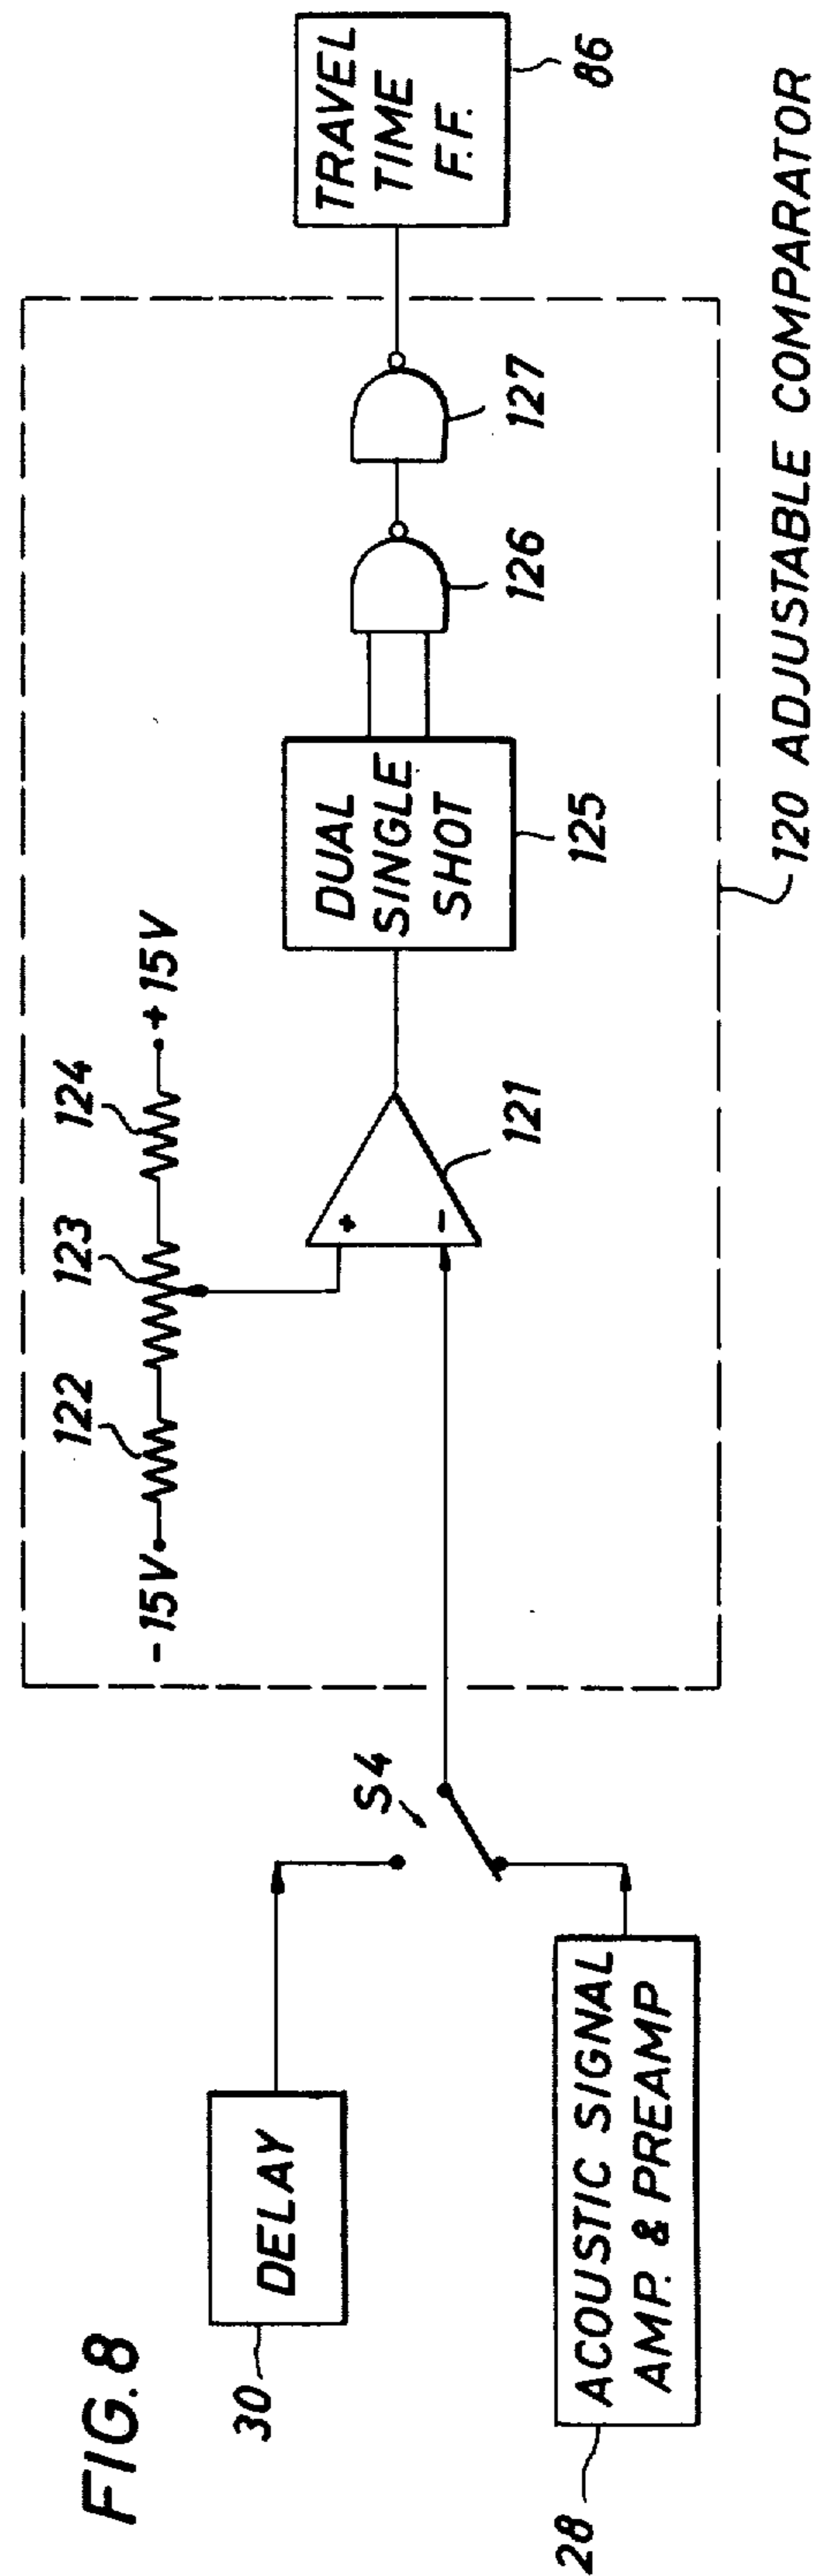 FIG. 8
30
DELAY
28
ACOUSTIC SIGNAL
AMP. & PREAMP
S4
-15V
122
123
124
+15V
+
-
121
DUAL
SINGLE
SHOT
125
126
127
TRAVEL
TIME
F.F.
86
120 ADJUSTABLE COMPARATOR